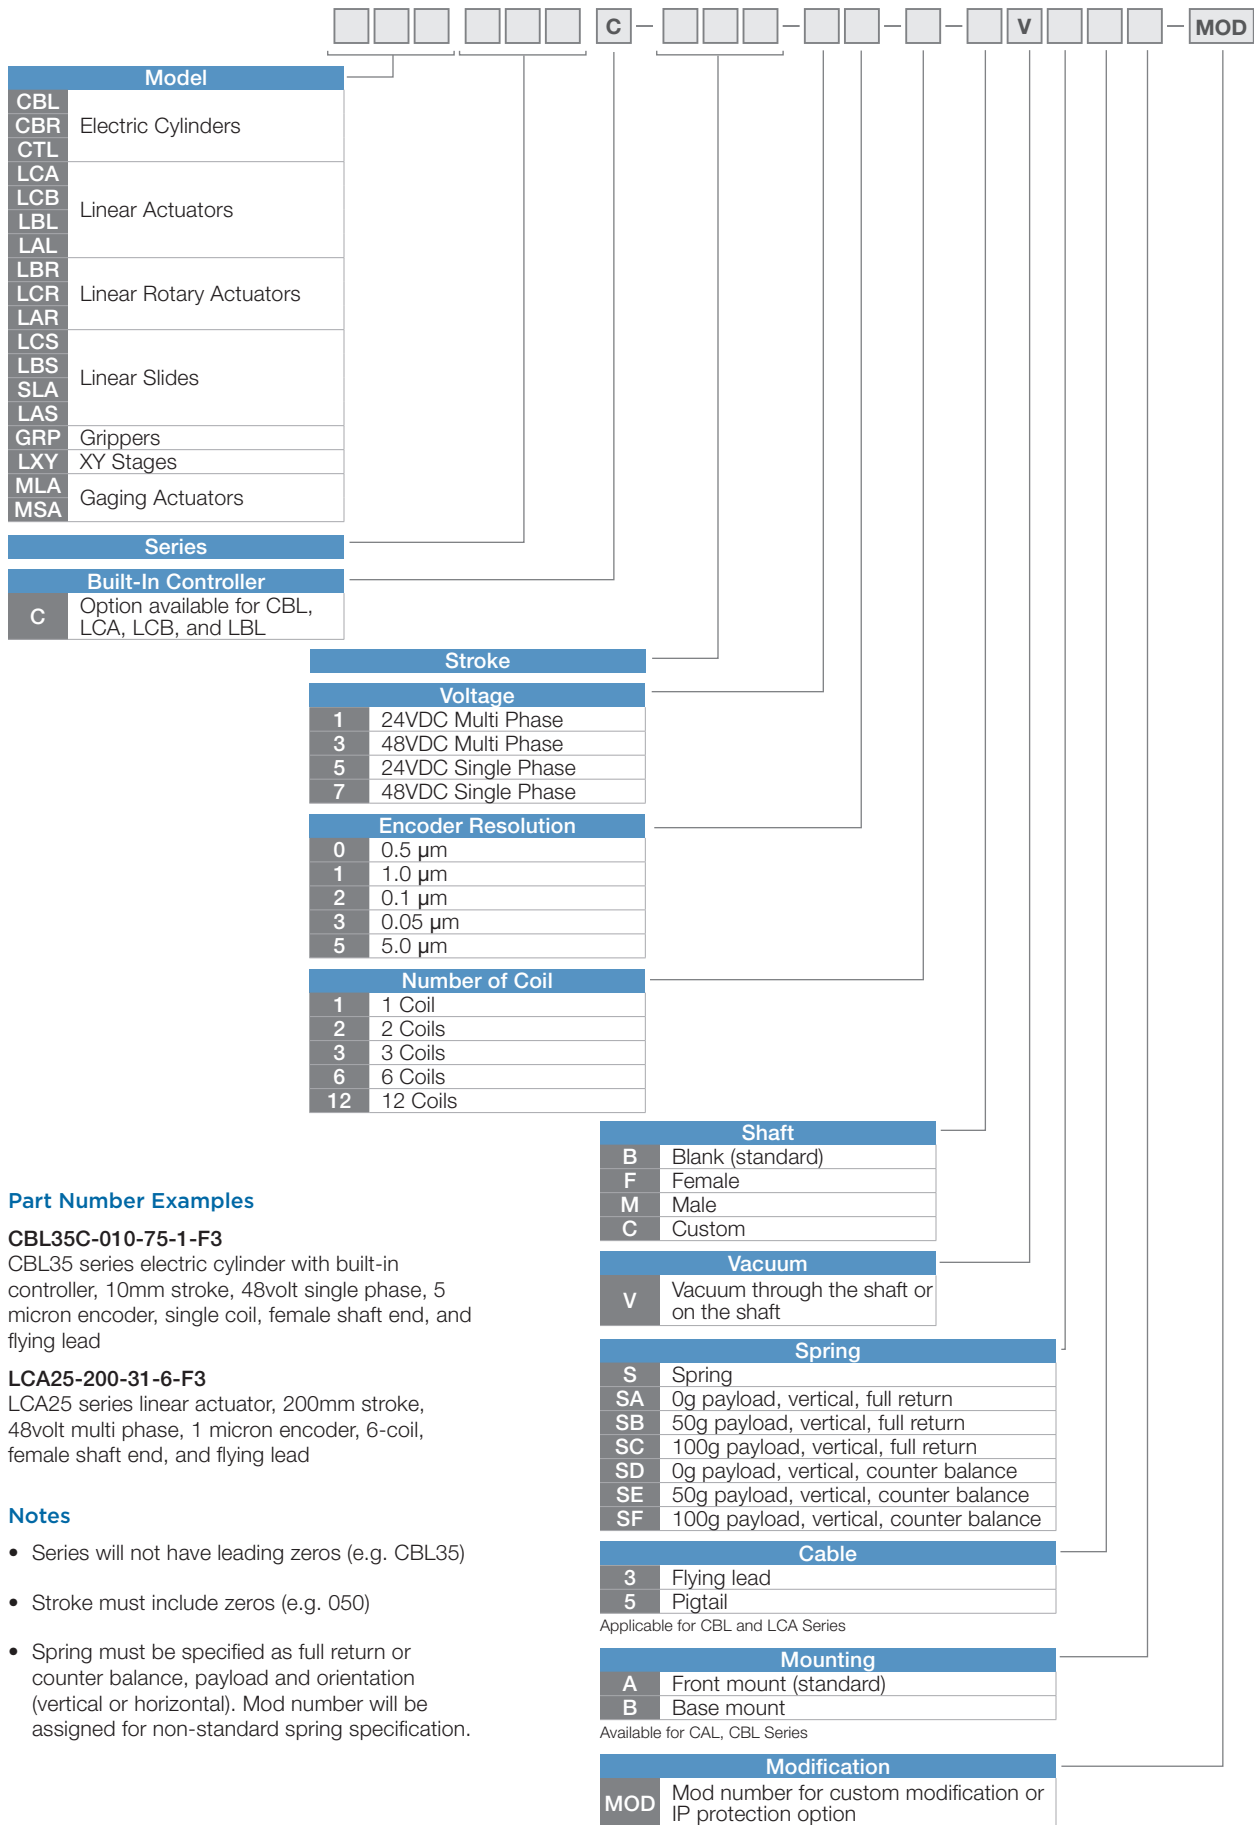 C – – – – V – MOD
Model
CBL
CBR Electric Cylinders
CTL
LCA
LCB
LBL Linear Actuators
LAL
LBR
LCR Linear Rotary Actuators
LAR
LCS
LBS
SLA Linear Slides
LAS
GRP Grippers
LXY XY Stages
MLA
MSA Gaging Actuators
Series
Built-In Controller
C Option available for CBL,
LCA, LCB, and LBL
Stroke
Voltage
1 24VDC Multi Phase
3 48VDC Multi Phase
5 24VDC Single Phase
7 48VDC Single Phase
Encoder Resolution
0 0.5 µm
1 1.0 µm
2 0.1 µm
3 0.05 µm
5 5.0 µm
Number of Coil
1 1 Coil
2 2 Coils
3 3 Coils
6 6 Coils
12 12 Coils
Shaft
B Blank (standard)
F Female
M Male
C Custom
Vacuum
V Vacuum through the shaft or
on the shaft
Spring
S Spring
SA 0g payload, vertical, full return
SB 50g payload, vertical, full return
SC 100g payload, vertical, full return
SD 0g payload, vertical, counter balance
SE 50g payload, vertical, counter balance
SF 100g payload, vertical, counter balance
Cable
3 Flying lead
5 Pigtail
Applicable for CBL and LCA Series
Mounting
A Front mount (standard)
B Base mount
Available for CAL, CBL Series
Modification
MOD Mod number for custom modification or
IP protection option
Part Number Examples
CBL35C-010-75-1-F3
CBL35 series electric cylinder with built-in
controller, 10mm stroke, 48volt single phase, 5
micron encoder, single coil, female shaft end, and
flying lead
LCA25-200-31-6-F3
LCA25 series linear actuator, 200mm stroke,
48volt multi phase, 1 micron encoder, 6-coil,
female shaft end, and flying lead
Notes
• Series will not have leading zeros (e.g. CBL35)
• Stroke must include zeros (e.g. 050)
• Spring must be specified as full return or
counter balance, payload and orientation
(vertical or horizontal). Mod number will be
assigned for non-standard spring specification.